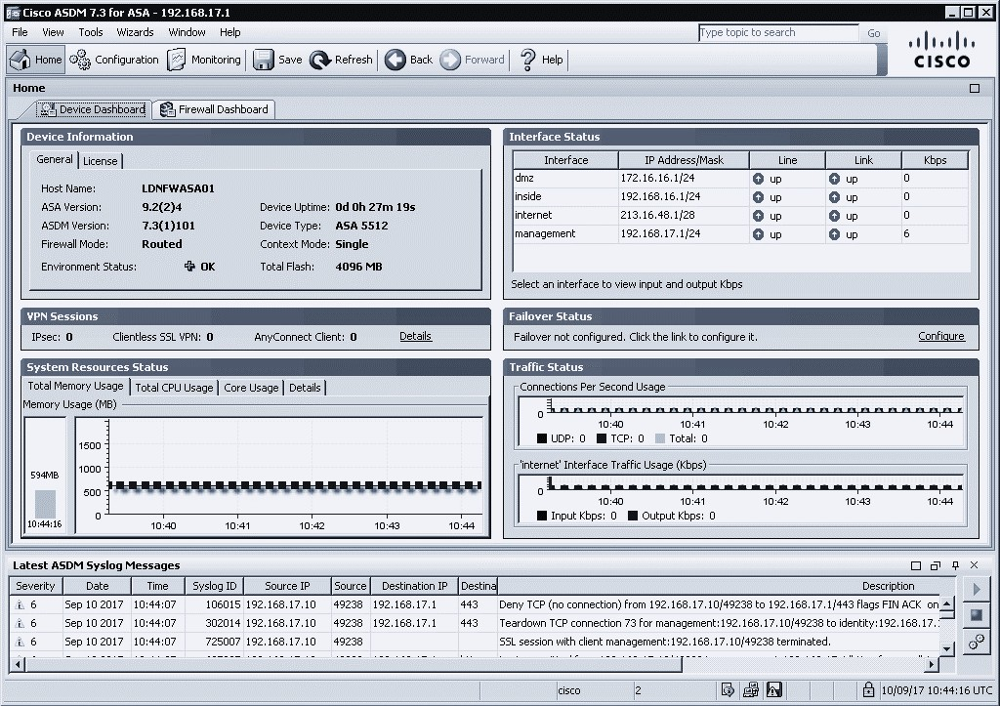 Cisco ASDM 7.3 for ASA - 192.168.17.1
File View Tools Wizards Window Help
Type topic to search Go
Home Configuration Monitoring Save Refresh Back Forward Help
CISCO
Home
Device Dashboard Firewall Dashboard
Device Information
General License
Host Name: LDNFWASA01
ASA Version: 9.2(2)4 Device Uptime: 0d 0h 27m 19s
ASDM Version: 7.3(1)101 Device Type: ASA 5512
Firewall Mode: Routed Context Mode: Single
Environment Status: OK Total Flash: 4096 MB
Interface Status
Interface IP Address/Mask Line Link Kbps
dmz 172.16.16.1/24 up up 0
inside 192.168.16.1/24 up up 0
internet 213.16.48.1/28 up up 0
management 192.168.17.1/24 up up 6
Select an interface to view input and output Kbps
VPN Sessions
IPsec: 0 Clientless SSL VPN: 0 AnyConnect Client: 0 Details
Failover Status
Failover not configured. Click the link to configure it. Configure
System Resources Status
Total Memory Usage Total CPU Usage Core Usage Details
Memory Usage (MB)
1500
1000
594MB
500
0
10:44:16
10:40 10:41 10:42 10:43 10:44
Traffic Status
Connections Per Second Usage
0
10:40 10:41 10:42 10:43 10:44
UDP: 0 TCP: 0 Total: 0
'internet' Interface Traffic Usage (Kbps)
0
10:40 10:41 10:42 10:43 10:44
Input Kbps: 0 Output Kbps: 0
Latest ASDM Syslog Messages
Severity Date Time Syslog ID Source IP Source Destination IP Destina Description
6 Sep 10 2017 10:44:07 106015 192.168.17.10 49238 192.168.17.1 443 Deny TCP (no connection) from 192.168.17.10/49238 to 192.168.17.1/443 flags FIN ACK on
6 Sep 10 2017 10:44:07 302014 192.168.17.10 49238 192.168.17.1 443 Teardown TCP connection 73 for management:192.168.17.10/49238 to identity:192.168.17.1
6 Sep 10 2017 10:44:07 725007 192.168.17.10 49238 SSL session with client management:192.168.17.10/49238 terminated.
cisco 2 10/09/17 10:44:16 UTC